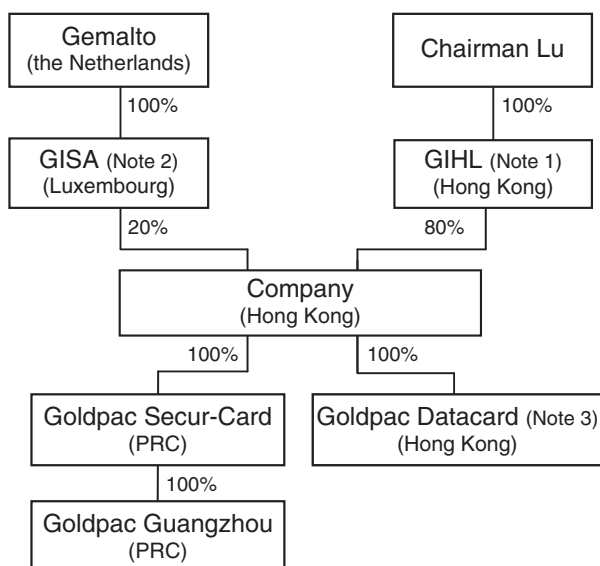 Gemalto
(the Netherlands)
Chairman Lu
100%
100%
GISA (Note 2)
(Luxembourg)
GIHL (Note 1)
(Hong Kong)
20%
80%
Company
(Hong Kong)
100%
100%
Goldpac Secur-Card
(PRC)
Goldpac Datacard (Note 3)
(Hong Kong)
100%
Goldpac Guangzhou
(PRC)